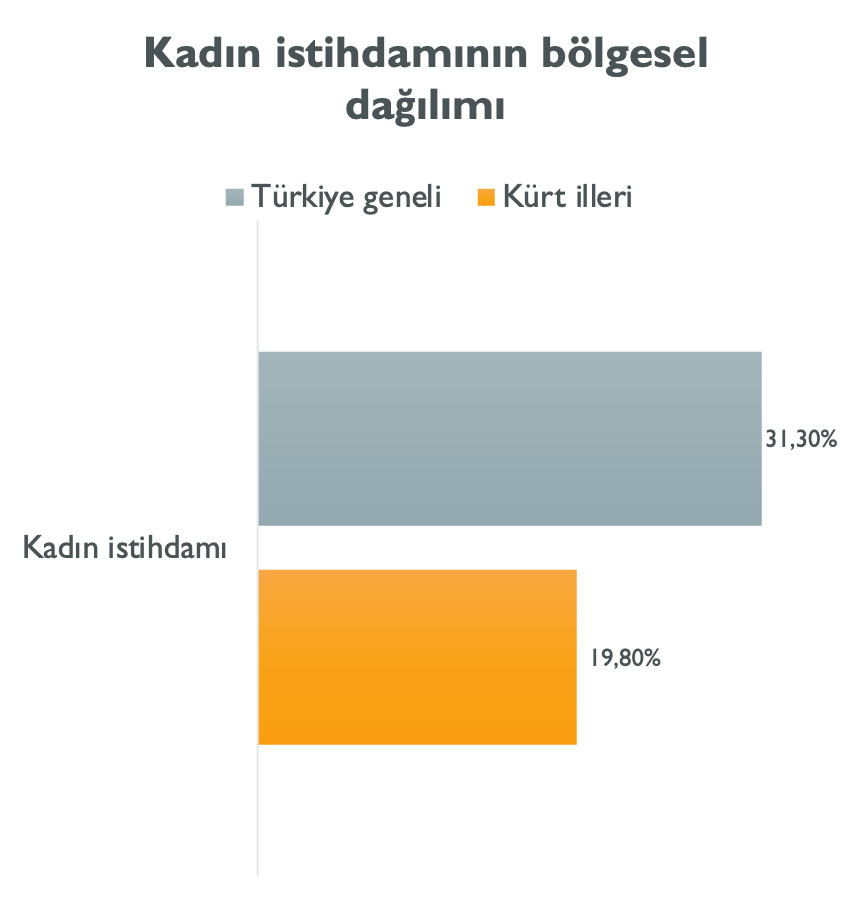 Kadın istihdamının bölgesel
dağılımı
Türkiye geneli Kürt illeri
31,30%
Kadın istihdamı
19,80%